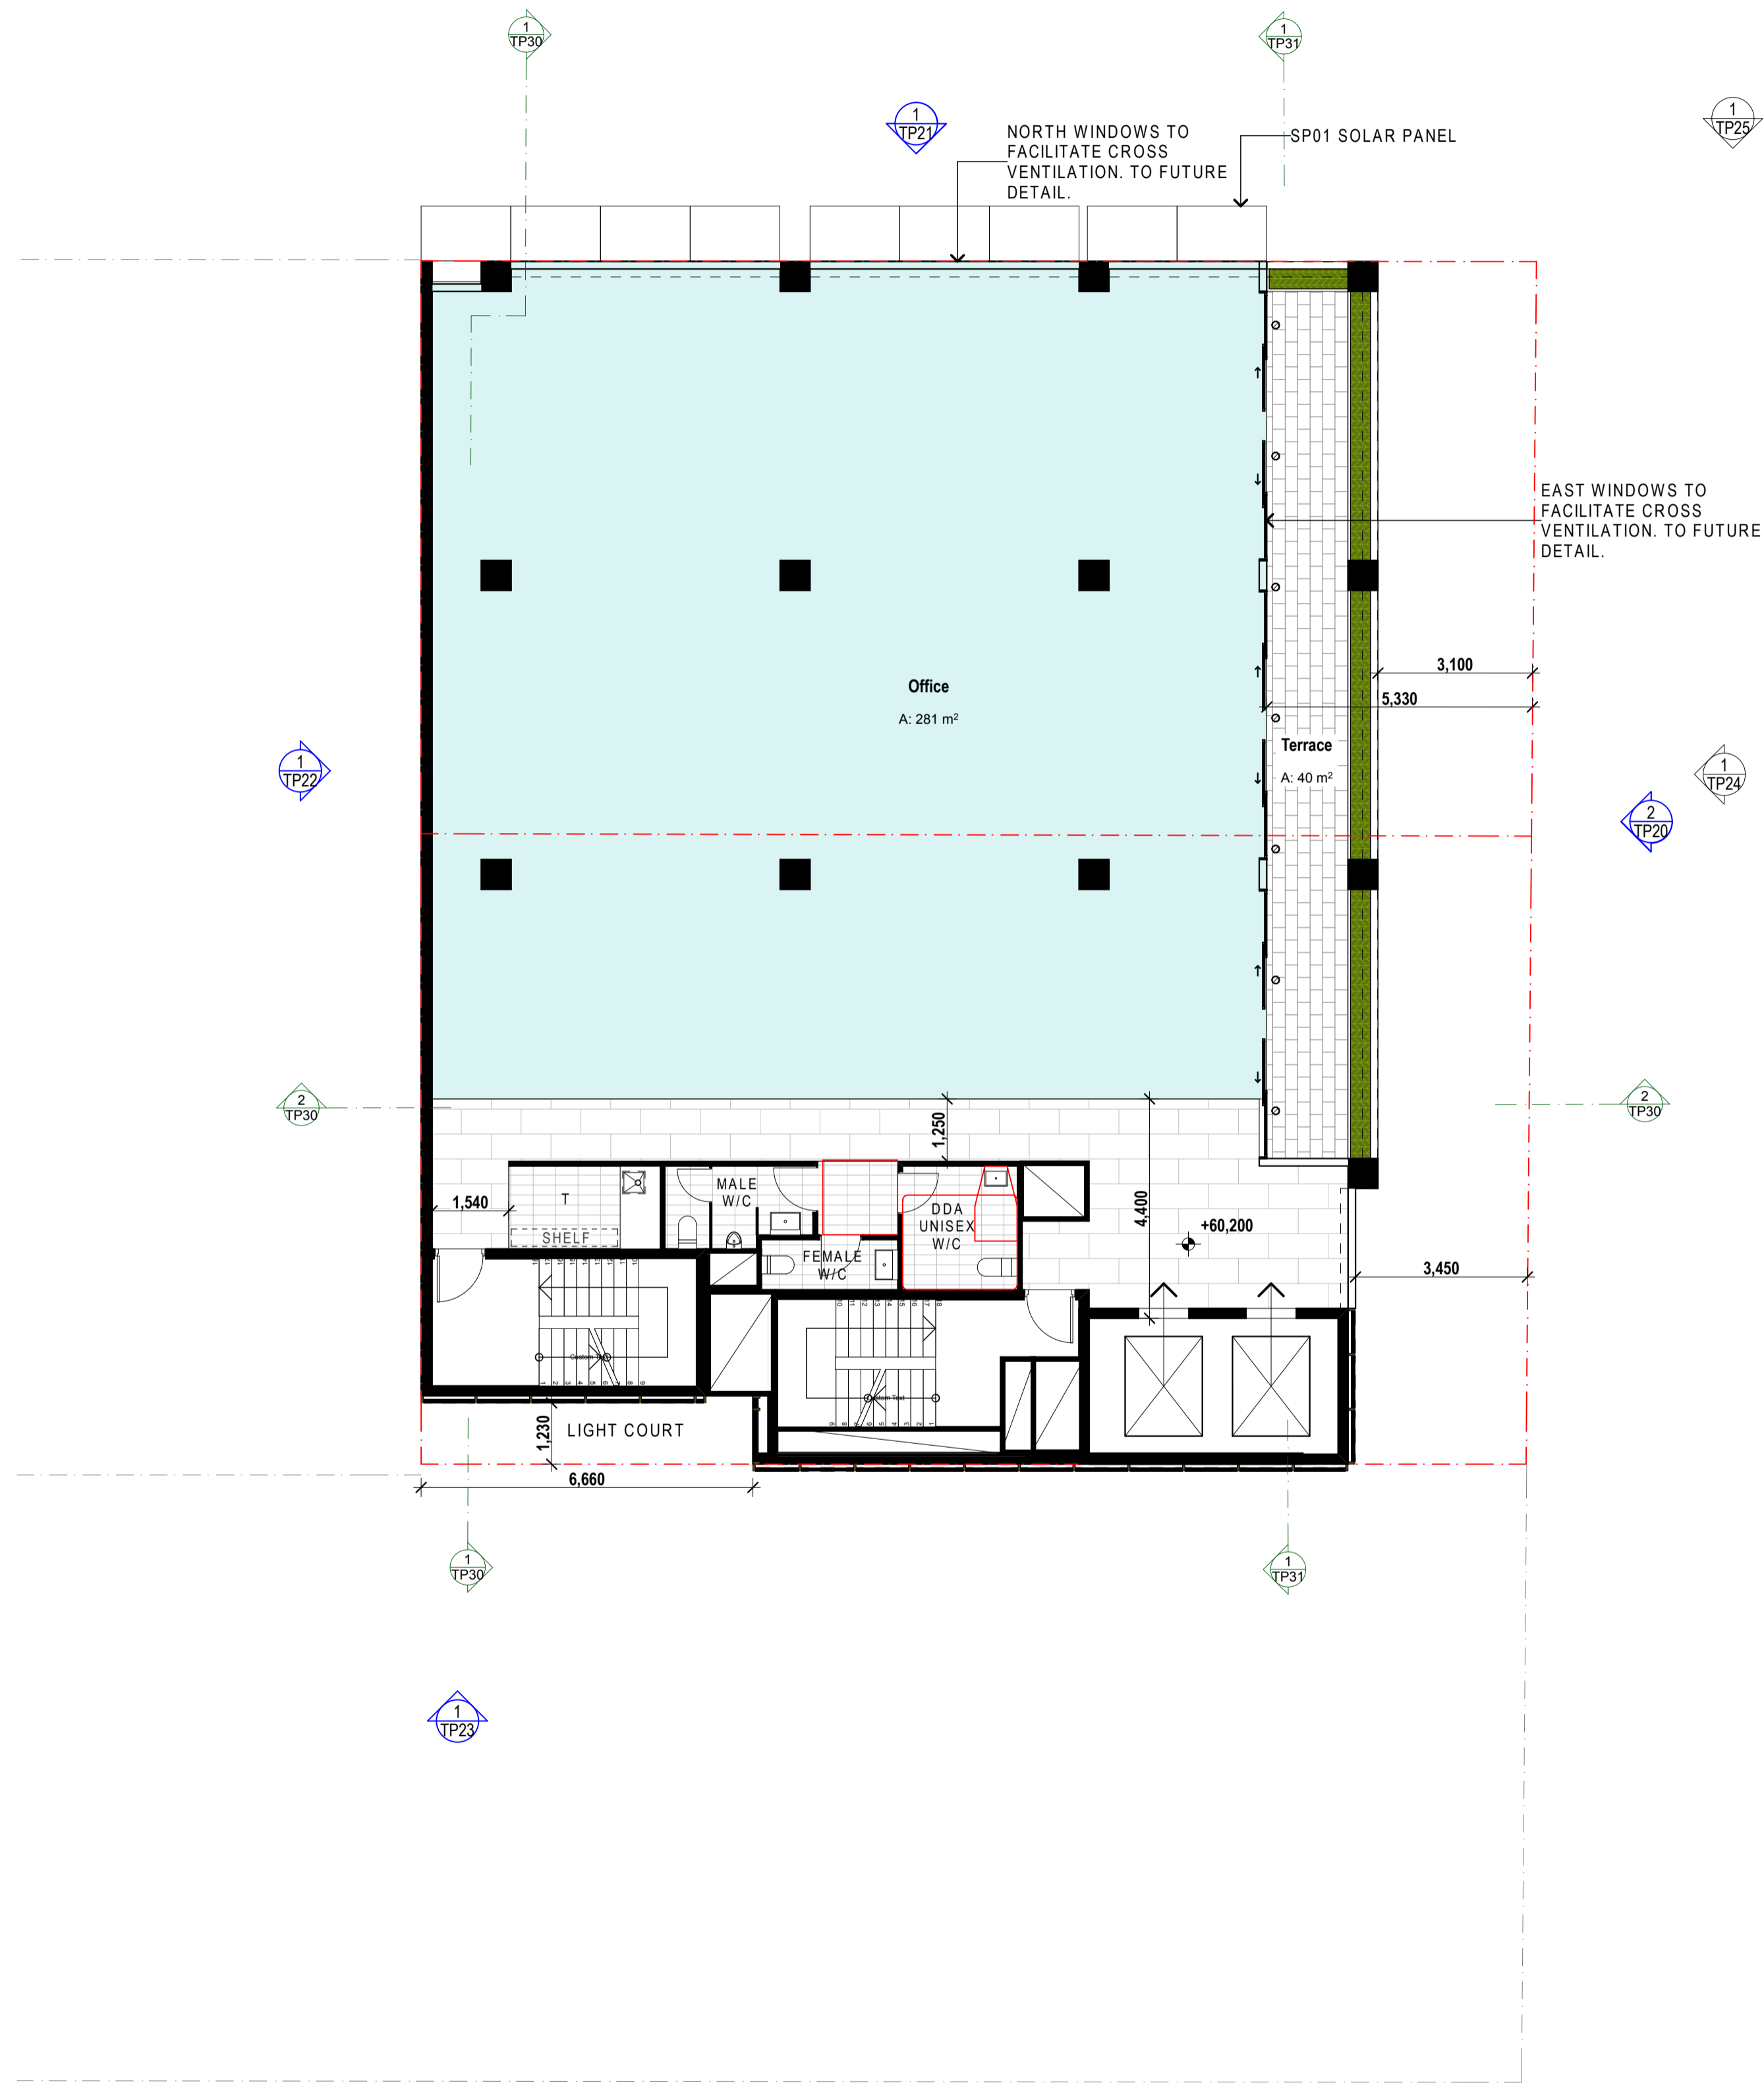 1
TP30
1
TP31
1
TP21
1
TP25
NORTH WINDOWS TO
FACILITATE CROSS
VENTILATION. TO FUTURE
DETAIL.
SP01 SOLAR PANEL
EAST WINDOWS TO
FACILITATE CROSS
VENTILATION. TO FUTURE
DETAIL.
3,100
5,330
Office
A: 281 m²
Terrace
A: 40 m²
1
TP22
1
TP24
2
TP20
2
TP30
2
TP30
1,250
4,400
1,540
T
SHELF
MALE
W/C
FEMALE
W/C
DDA
UNISEX
W/C
+60,200
3,450
1,230
LIGHT COURT
6,660
1
TP30
1
TP31
1
TP23